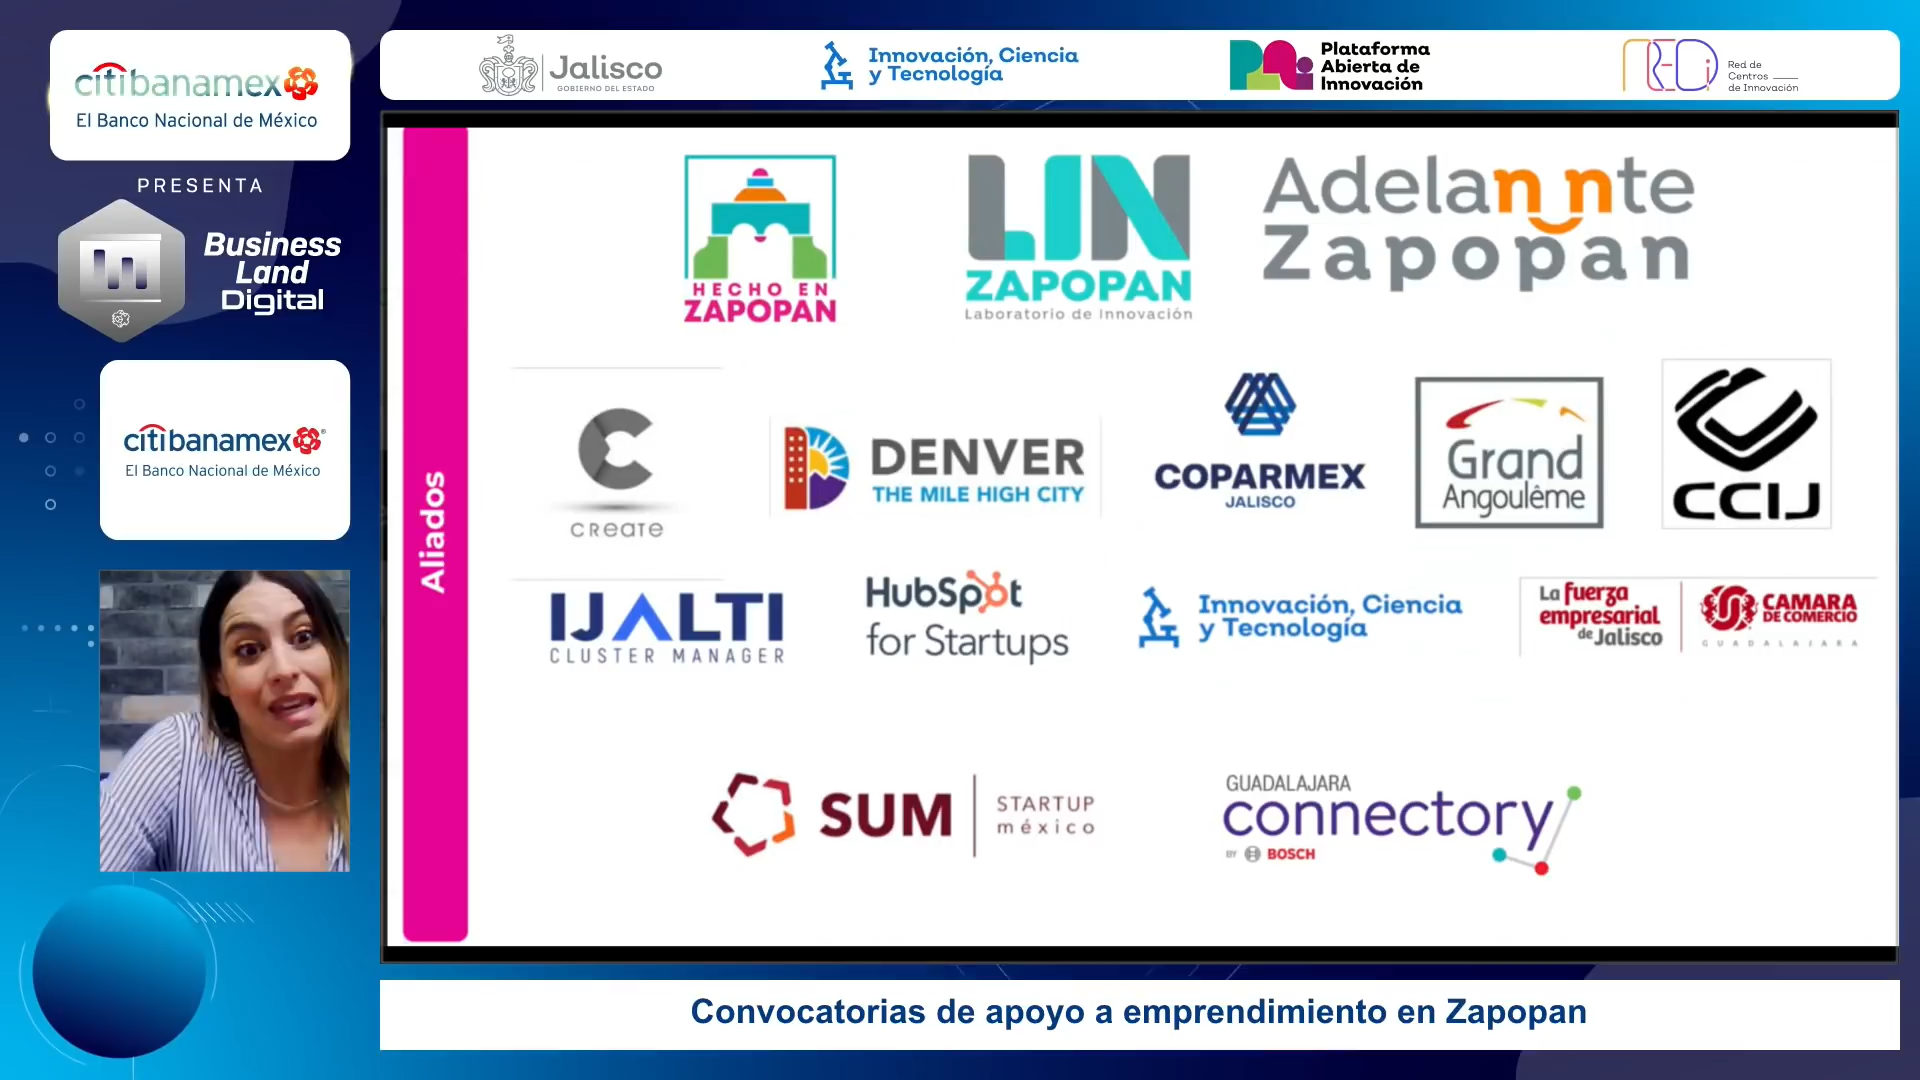 citibanamex
El Banco Nacional de México
PRESENTA
Business
Land
Digital
citibanamex
El Banco Nacional de México
Jalisco
GOBIERNO DEL ESTADO
Innovación, Ciencia
y Tecnología
Plataforma
Abierta de
Innovación
REDi
Red de
Centros
de Innovación
Aliados
HECHO EN
ZAPOPAN
LIN
ZAPOPAN
Laboratorio de Innovación
Adelannte
Zapopan
CREATE
DENVER
THE MILE HIGH CITY
COPARMEX
JALISCO
Grand
Angoulême
CCIJ
IJALTI
CLUSTER MANAGER
HubSpot
for Startups
Innovación, Ciencia
y Tecnología
La fuerza
empresarial
de Jalisco
CAMARA
DE COMERCIO
GUADALAJARA
SUM
STARTUP
méxico
GUADALAJARA
connectory
BY BOSCH
Convocatorias de apoyo a emprendimiento en Zapopan